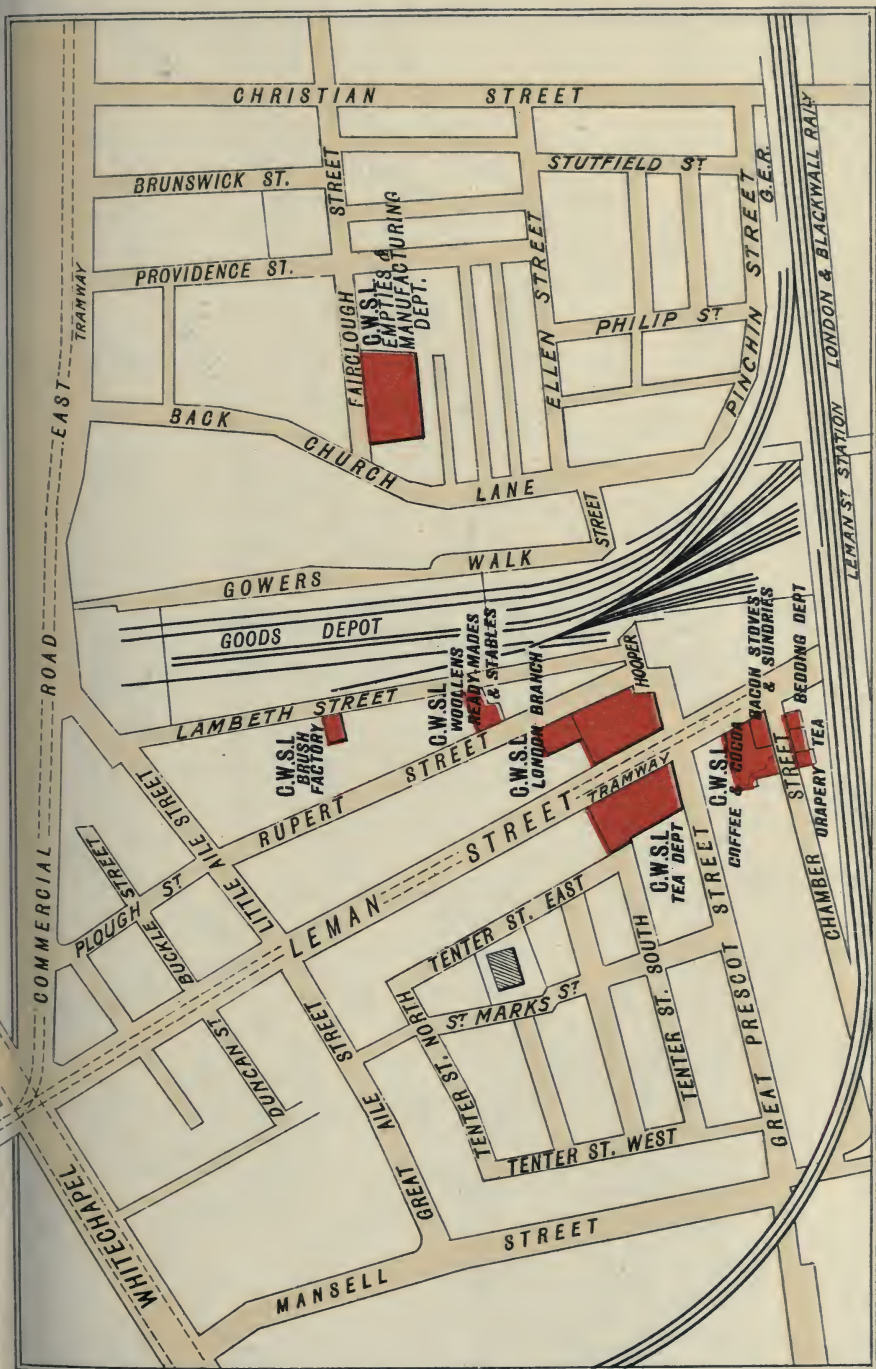 CHRISTIAN STREET
BRUNSWICK ST.
PROVIDENCE ST.
FAIRCLOUGH STREET
STUTFIELD ST
ELLEN STREET
PHILIP ST
PINCHIN STREET
G.E.R.
LONDON & BLACKWALL RAILY
LEMAN ST STATION
C.W.S.L
EMPTIES &
MANUFACTURING
DEPT.
TRAMWAY
COMMERCIAL ROAD EAST
BACK CHURCH LANE
GOWERS WALK
HOOPER STREET
GOODS DEPOT
LAMBETH STREET
C.W.S.L
BRUSH
FACTORY
C.W.S.L
WOOLLENS
READY-MADES
& STABLES
C.W.S.L
LONDON BRANCH
RUPERT STREET
LITTLE AILE STREET
PLOUGH ST
BUCKLE STREET
LEMAN STREET
TRAMWAY
C.W.S.L
TEA DEPT
C.W.S.L
COFFEE & COCOA
BACON STOVES
& SUNDRIES
BEDDING DEPT
DRAPERY TEA
CHAMBER STREET
DUNCAN ST
GREAT AILE STREET
TENTER ST. NORTH
TENTER ST. EAST
ST MARKS ST
TENTER ST. SOUTH
TENTER ST. WEST
GREAT PRESCOT STREET
MANSELL STREET
WHITECHAPEL